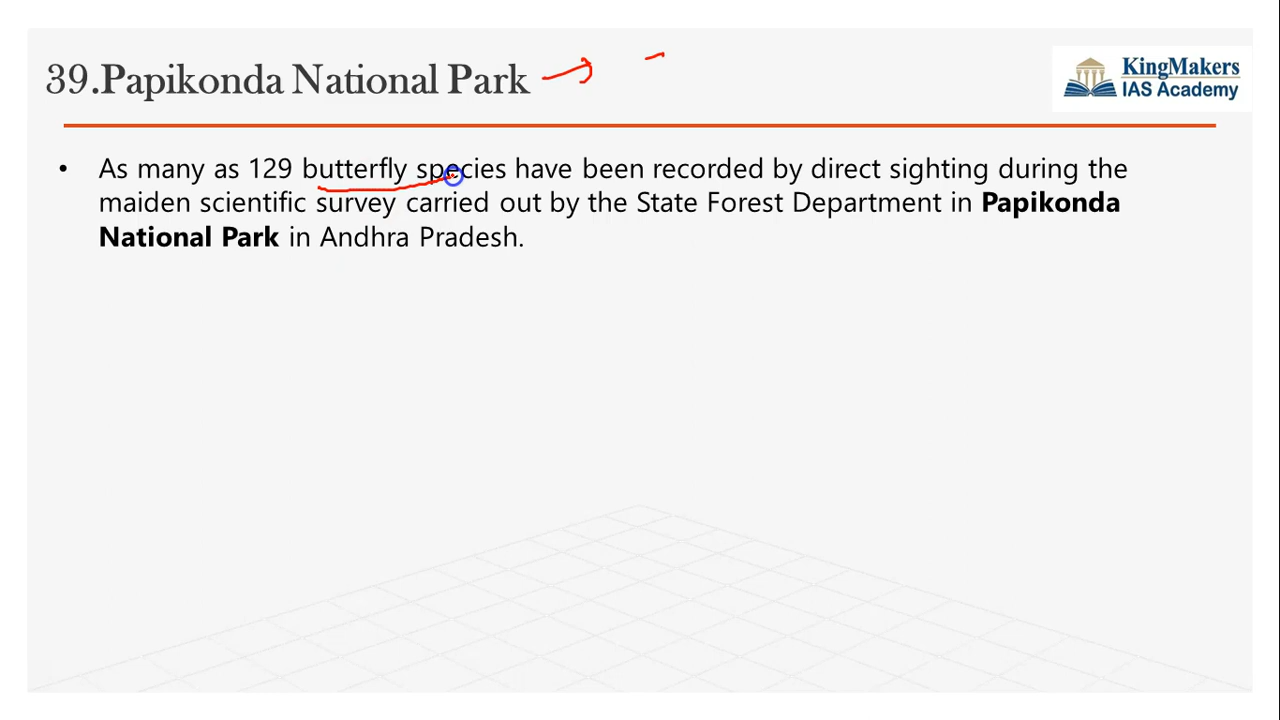 39.Papikonda National Park
KingMakers
IAS Academy
• As many as 129 butterfly species have been recorded by direct sighting during the
maiden scientific survey carried out by the State Forest Department in Papikonda
National Park in Andhra Pradesh.